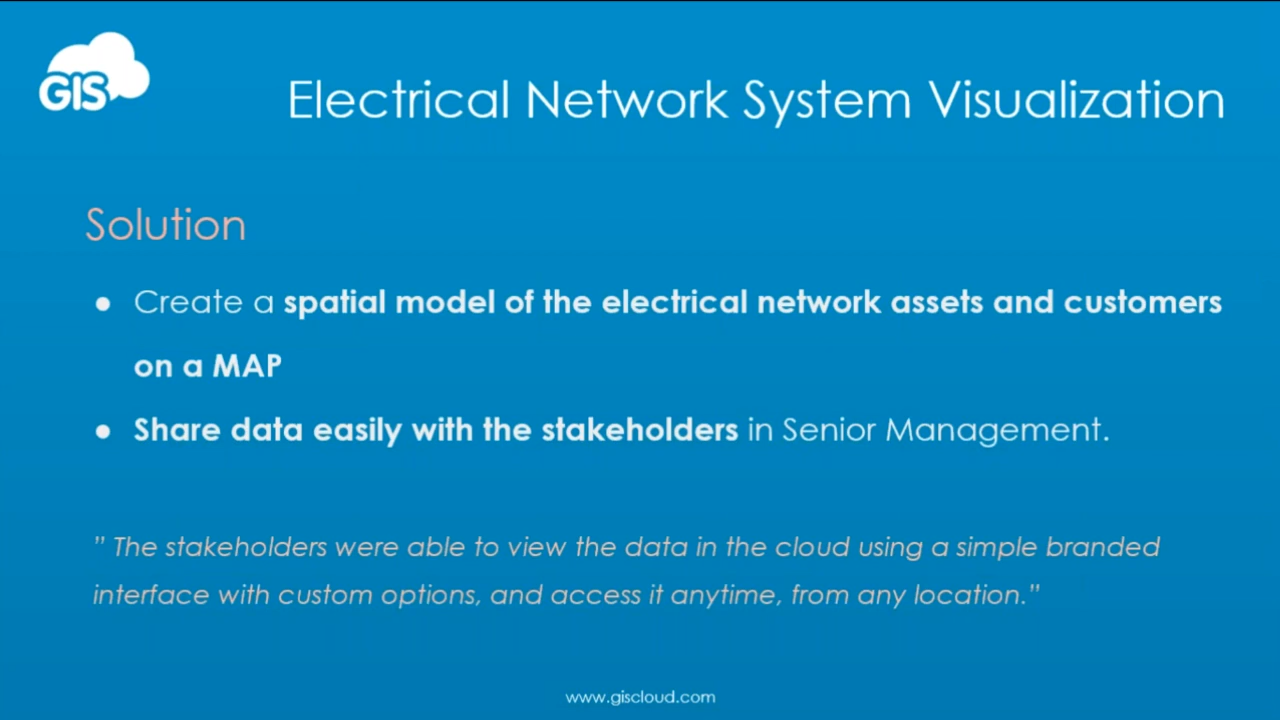 GIS
Electrical Network System Visualization
Solution
● Create a spatial model of the electrical network assets and customers
on a MAP
● Share data easily with the stakeholders in Senior Management.
” The stakeholders were able to view the data in the cloud using a simple branded
interface with custom options, and access it anytime, from any location.”
www.giscloud.com